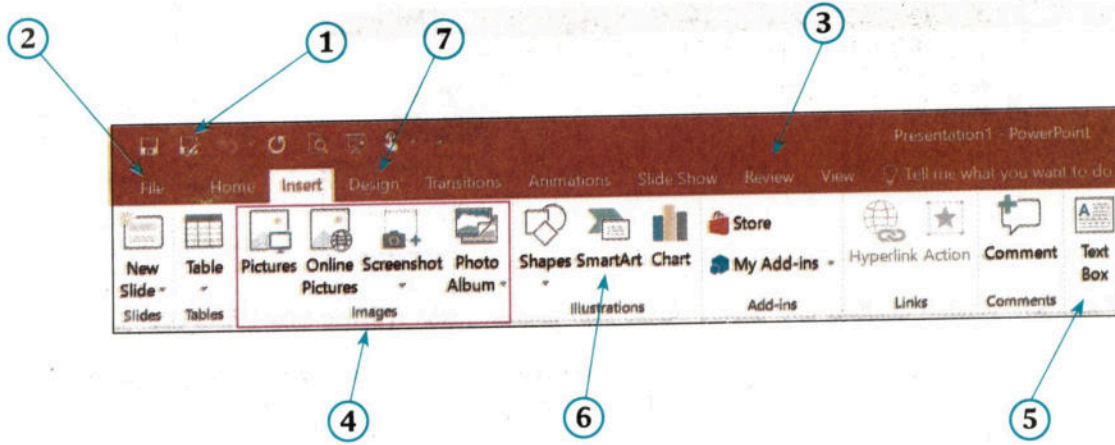 2
1
7
3
Presentation1 - PowerPoint
File Home Insert Design Transitions Animations Slide Show Review View Tell me what you want to do
New Slide
Table
Pictures
Online Pictures
Screenshot
Photo Album
Shapes
SmartArt
Chart
Store
My Add-ins
Hyperlink
Action
Comment
Text Box
Slides
Tables
Images
Illustrations
Add-ins
Links
Comments
4
6
5